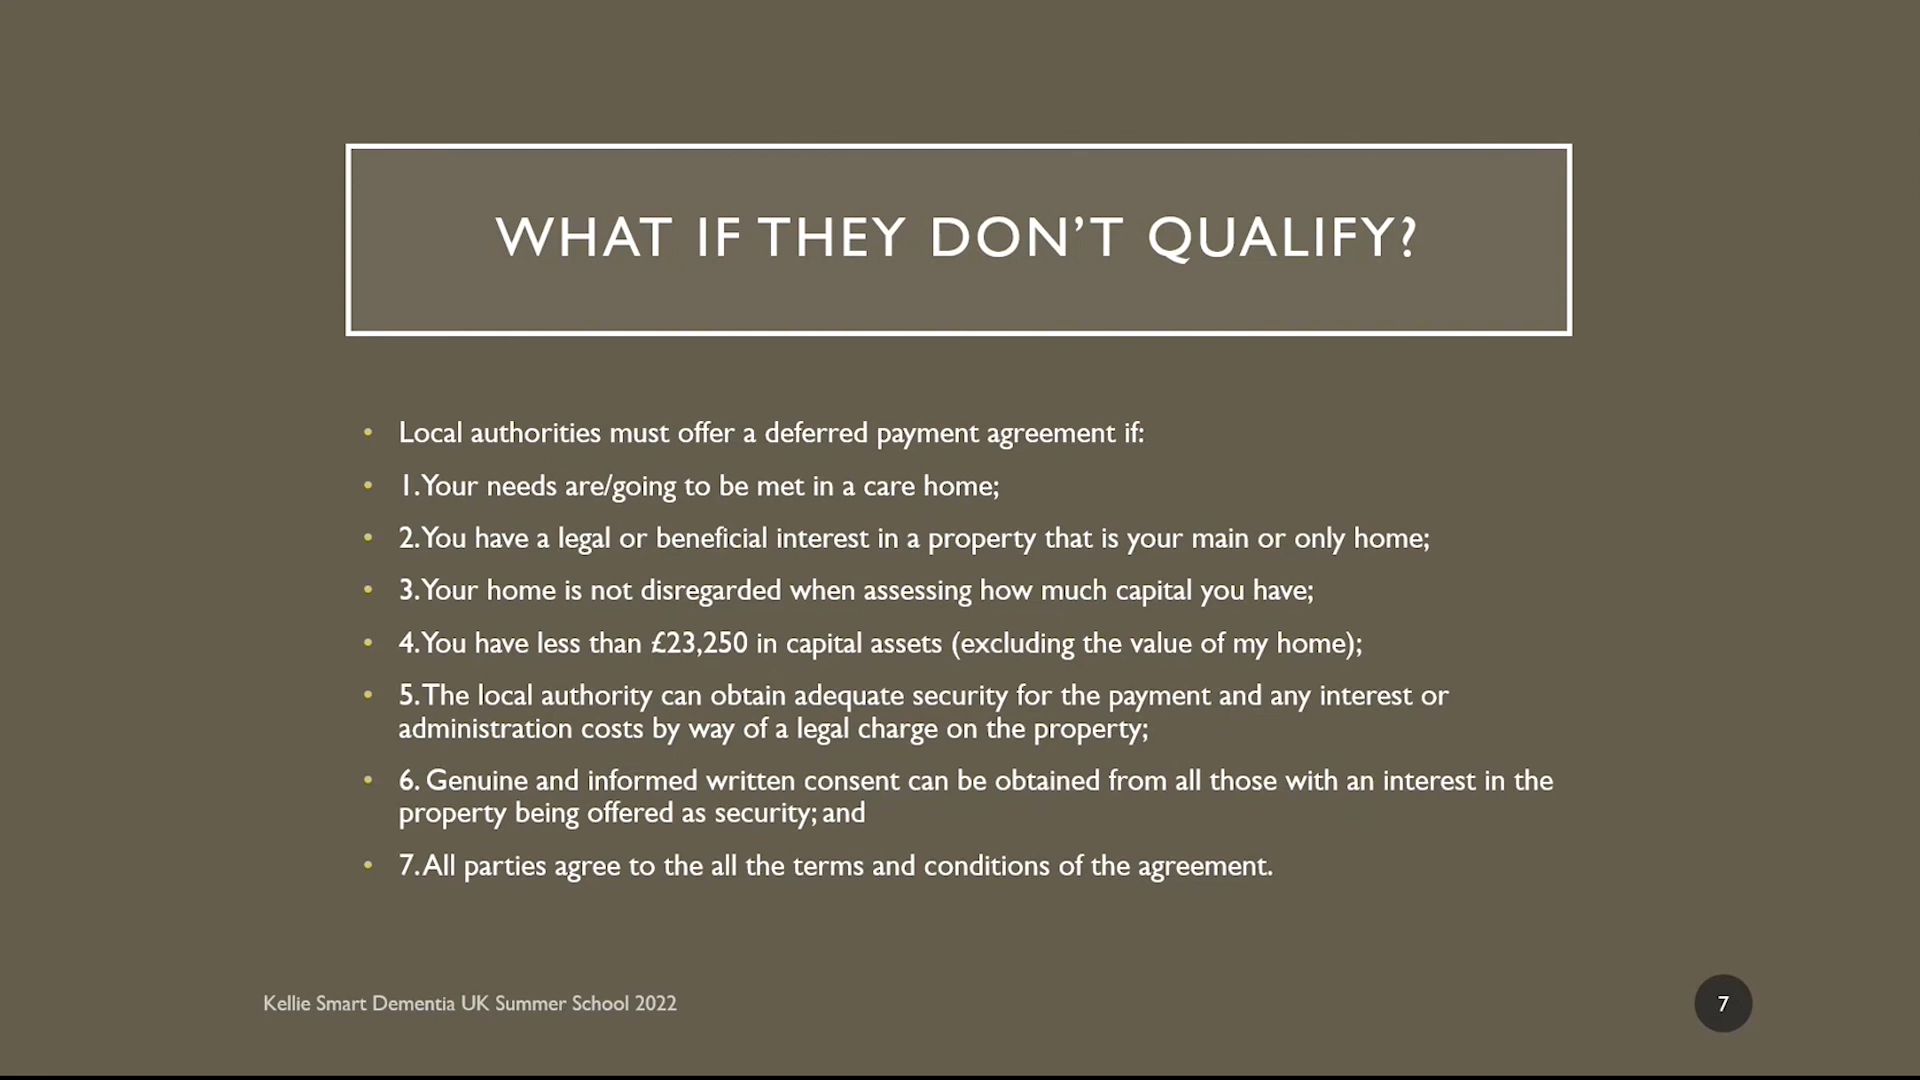 WHAT IF THEY DON’T QUALIFY?
• Local authorities must offer a deferred payment agreement if:
• 1.Your needs are/going to be met in a care home;
• 2.You have a legal or beneficial interest in a property that is your main or only home;
• 3.Your home is not disregarded when assessing how much capital you have;
• 4.You have less than £23,250 in capital assets (excluding the value of my home);
• 5.The local authority can obtain adequate security for the payment and any interest or
administration costs by way of a legal charge on the property;
• 6. Genuine and informed written consent can be obtained from all those with an interest in the
property being offered as security; and
• 7.All parties agree to the all the terms and conditions of the agreement.
Kellie Smart Dementia UK Summer School 2022
7